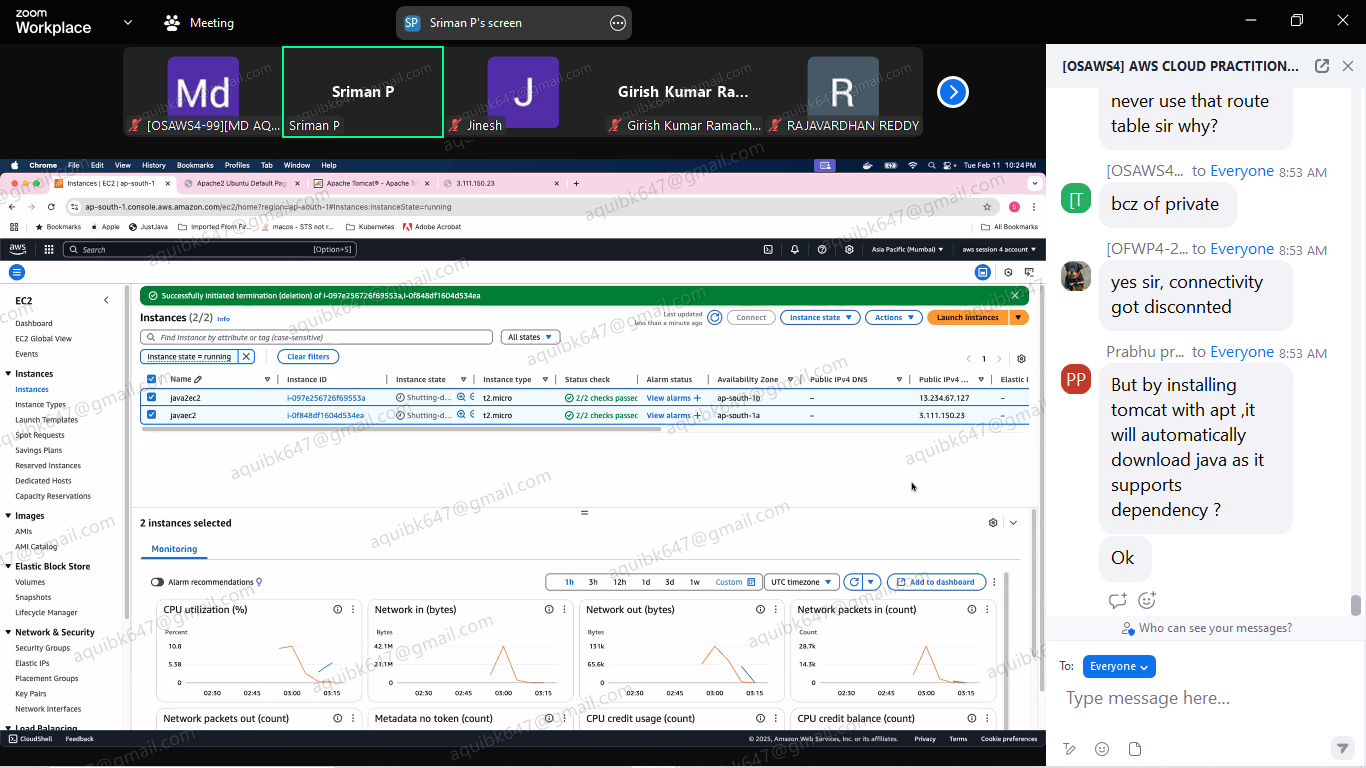 zoom
Workplace
Meeting
SP Sriman P's screen
Md
[OSAWS4-99][MD AQ...
Sriman P
Sriman P
J
Jinesh
Girish Kumar Ra...
Girish Kumar Ramach...
R
RAJAVARDHAN REDDY
Chrome File Edit View History Bookmarks Profiles Tab Window Help
Tue Feb 11 10:24 PM
Instances | EC2 | ap-south-1
Apache2 Ubuntu Default Pag
Apache Tomcat® - Apache To
3.111.150.23
ap-south-1.console.aws.amazon.com/ec2/home?region=ap-south-1#Instances:instanceState=running
S
Bookmarks Apple JustJava Imported From Fir... macos - STS not r... Kubernetes Adobe Acrobat
All Bookmarks
aws Search [Option+S]
Asia Pacific (Mumbai) aws session 4 account
EC2
Dashboard
EC2 Global View
Events
Instances
Instances
Instance Types
Launch Templates
Spot Requests
Savings Plans
Reserved Instances
Dedicated Hosts
Capacity Reservations
Images
AMIs
AMI Catalog
Elastic Block Store
Volumes
Snapshots
Lifecycle Manager
Network & Security
Security Groups
Elastic IPs
Placement Groups
Key Pairs
Network Interfaces
Load Balancing
Successfully initiated termination (deletion) of i-097e256726f69553a,i-0f848df1604d534ea
Instances (2/2) Info
Last updated
less than a minute ago
Connect Instance state Actions Launch instances
Find Instance by attribute or tag (case-sensitive)
All states
Instance state = running
Clear filters
1
Name Instance ID Instance state Instance type Status check Alarm status Availability Zone Public IPv4 DNS Public IPv4 ... Elastic I
java2ec2 i-097e256726f69553a Shutting-d... t2.micro 2/2 checks passec View alarms + ap-south-1b – 13.234.67.127 –
javaec2 i-0f848df1604d534ea Shutting-d... t2.micro 2/2 checks passec View alarms + ap-south-1a – 3.111.150.23 –
2 instances selected
Monitoring
Alarm recommendations
1h 3h 12h 1d 3d 1w Custom UTC timezone Add to dashboard
CPU utilization (%)
Percent
10.8
5.38
0
02:30 02:45 03:00 03:15
Network in (bytes)
Bytes
42.1M
21.1M
0
02:30 02:45 03:00 03:15
Network out (bytes)
Bytes
131k
65.6k
0
02:30 02:45 03:00 03:15
Network packets in (count)
Count
28.7k
14.3k
0
02:30 02:45 03:00 03:15
Network packets out (count)
Metadata no token (count)
CPU credit usage (count)
CPU credit balance (count)
CloudShell Feedback
© 2025, Amazon Web Services, Inc. or its affiliates. Privacy Terms Cookie preferences
[OSAWS4] AWS CLOUD PRACTITION...
never use that route
table sir why?
[OSAWS4... to Everyone 8:53 AM
[T
bcz of private
[OFWP4-2... to Everyone 8:53 AM
yes sir, connectivity
got disconnted
Prabhu pr... to Everyone 8:53 AM
PP
But by installing
tomcat with apt ,it
will automatically
download java as it
supports
dependency ?
Ok
Who can see your messages?
To: Everyone
Type message here...
aquibk647@gmail.com